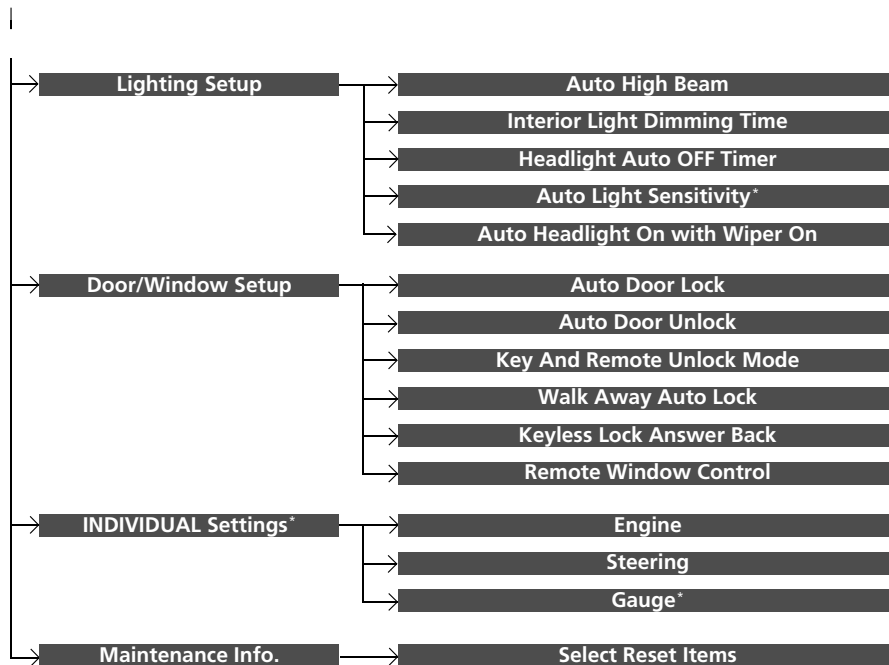 Lighting Setup
Auto High Beam
Interior Light Dimming Time
Headlight Auto OFF Timer
Auto Light Sensitivity*
Auto Headlight On with Wiper On
Door/Window Setup
Auto Door Lock
Auto Door Unlock
Key And Remote Unlock Mode
Walk Away Auto Lock
Keyless Lock Answer Back
Remote Window Control
INDIVIDUAL Settings*
Engine
Steering
Gauge*
Maintenance Info.
Select Reset Items